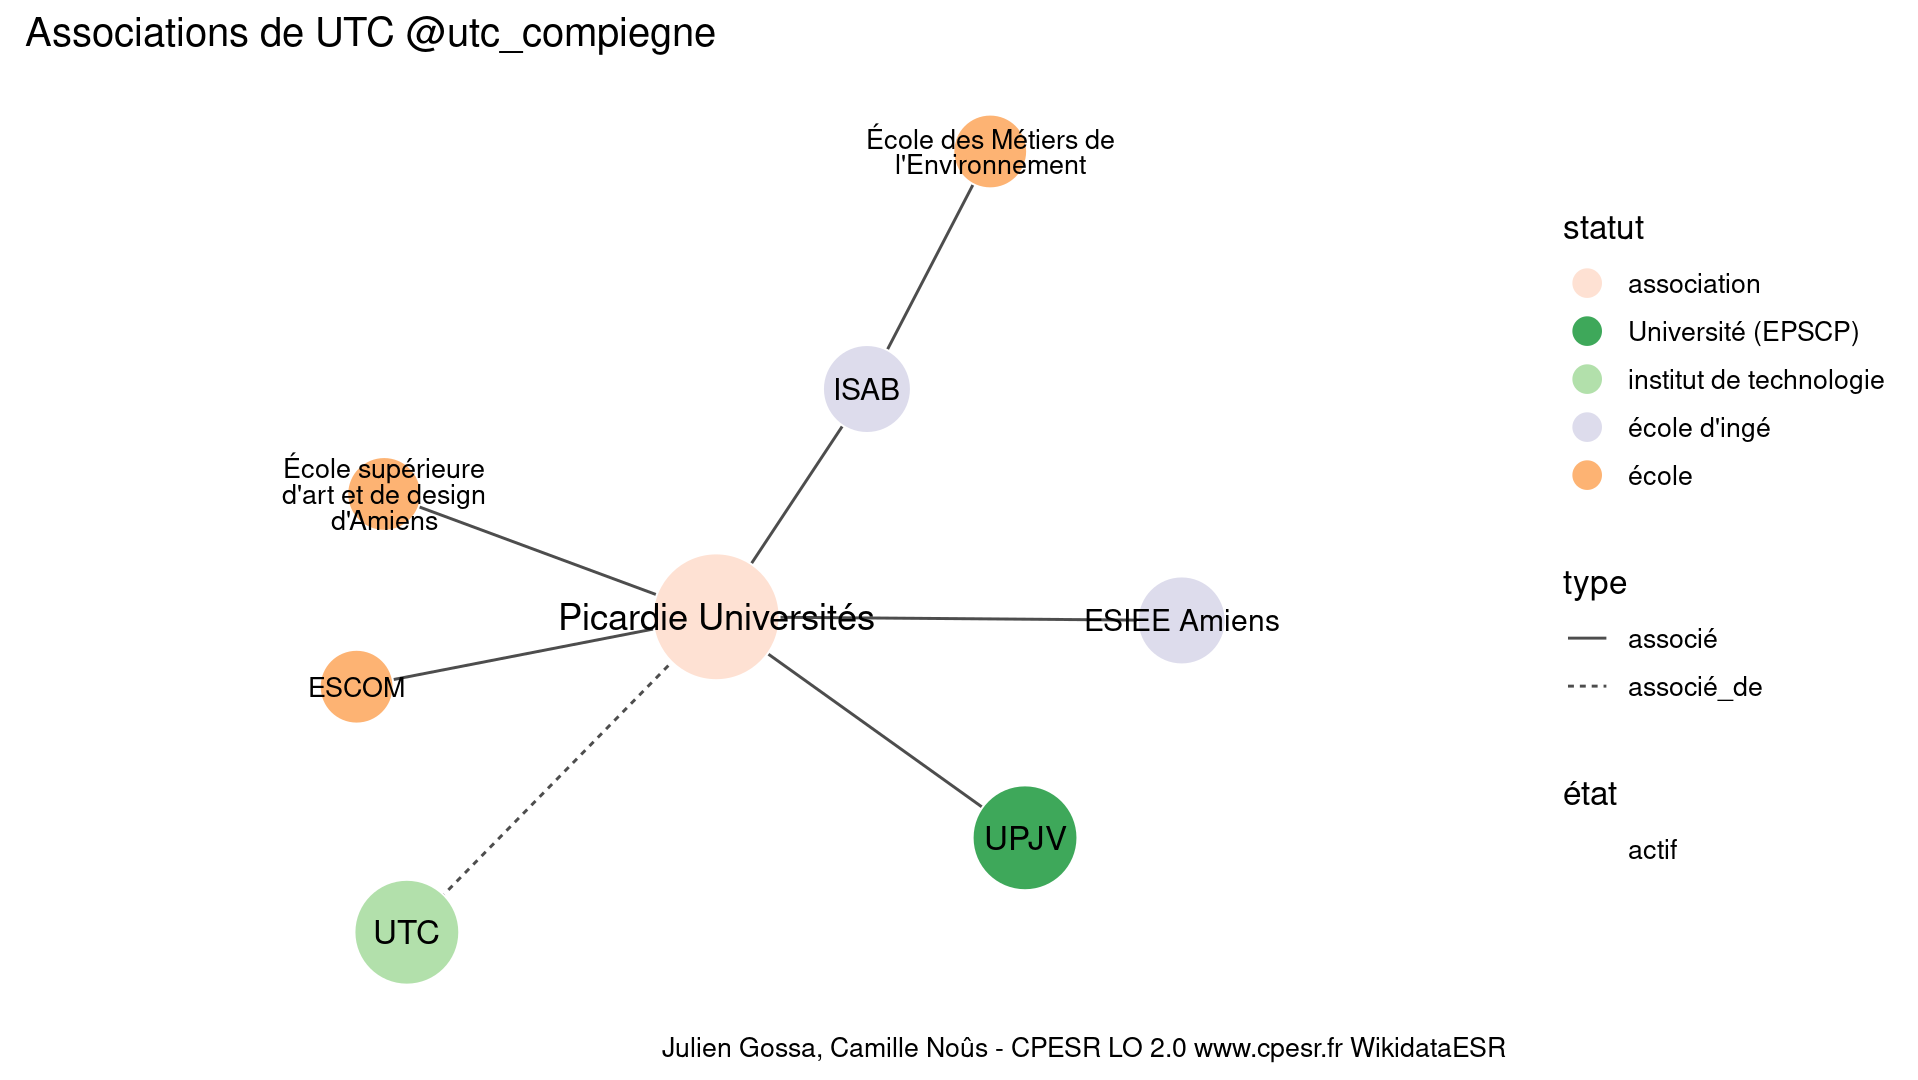 Associations de UTC @utc_compiegne
École des Métiers de
l'Environnement
ISAB
École supérieure
d'art et de design
d'Amiens
Picardie Universités
ESIEE Amiens
ESCOM
UPJV
UTC
statut
association
Université (EPSCP)
institut de technologie
école d'ingé
école
type
associé
associé_de
état
actif
Julien Gossa, Camille Noûs - CPESR LO 2.0 www.cpesr.fr WikidataESR